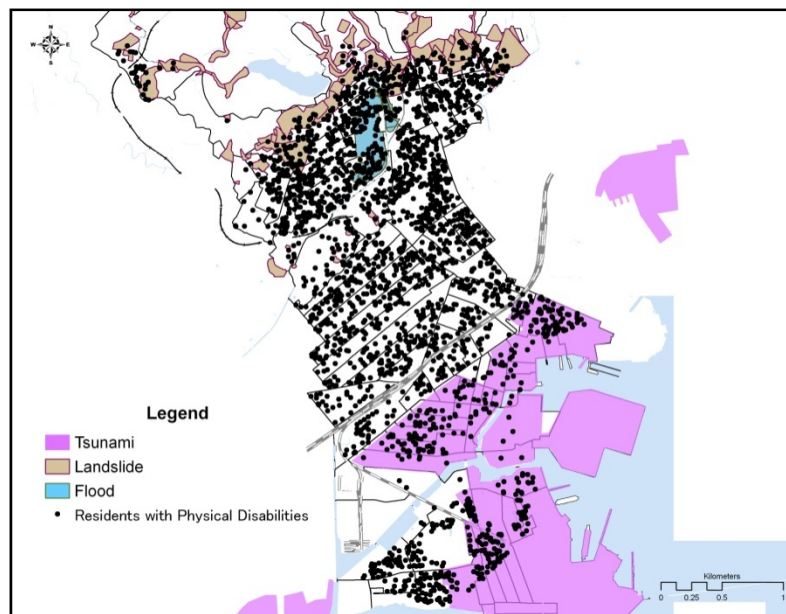 N
W E
S
Legend
Tsunami
Landslide
Flood
Residents with Physical Disabilities
Kilometers
0 0.25 0.5 1